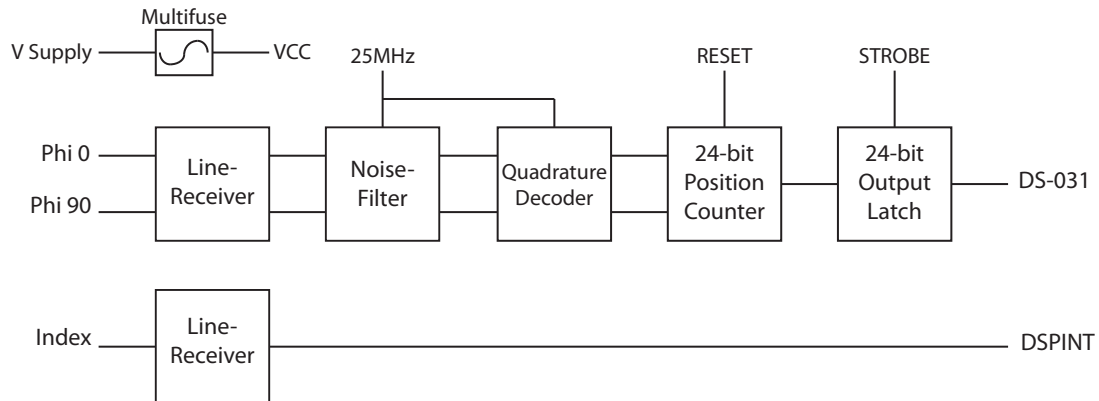 Multifuse
V Supply
VCC
25MHz
RESET
STROBE
Phi 0
Phi 90
Line-
Receiver
Noise-
Filter
Quadrature
Decoder
24-bit
Position
Counter
24-bit
Output
Latch
DS-031
Index
Line-
Receiver
DSPINT